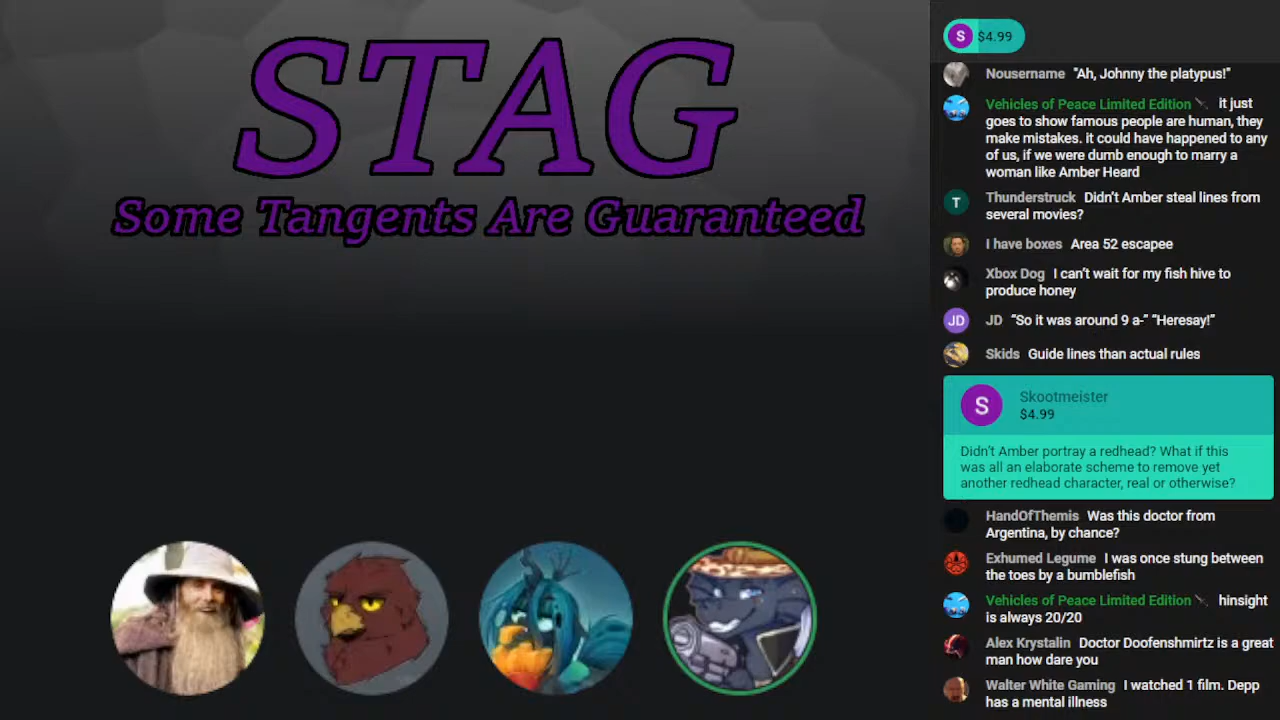 STAG
Some Tangents Are Guaranteed
S $4.99
Nousername "Ah, Johnny the platypus!"
Vehicles of Peace Limited Edition it just
goes to show famous people are human, they
make mistakes. it could have happened to any
of us, if we were dumb enough to marry a
woman like Amber Heard
T Thunderstruck Didn't Amber steal lines from
several movies?
I have boxes Area 52 escapee
Xbox Dog I can't wait for my fish hive to
produce honey
JD JD "So it was around 9 a-" "Heresay!"
Skids Guide lines than actual rules
S Skootmeister
$4.99
Didn't Amber portray a redhead? What if this
was all an elaborate scheme to remove yet
another redhead character, real or otherwise?
HandOfThemis Was this doctor from
Argentina, by chance?
Exhumed Legume I was once stung between
the toes by a bumblefish
Vehicles of Peace Limited Edition hinsight
is always 20/20
Alex Krystalin Doctor Doofenshmirtz is a great
man how dare you
Walter White Gaming I watched 1 film. Depp
has a mental illness